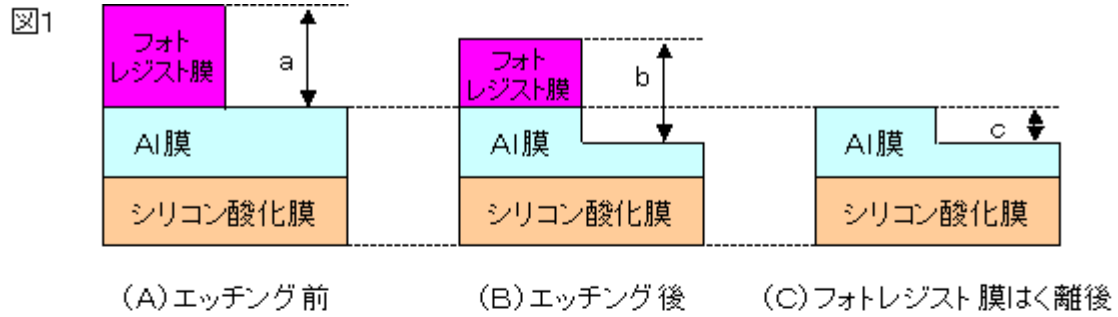 図1
フォト
レジスト膜
a
フォト
レジスト膜
b
Al膜
Al膜
Al膜
c
シリコン酸化膜
シリコン酸化膜
シリコン酸化膜
(A)エッチング前
(B)エッチング後
(C)フォトレジスト膜はく離後